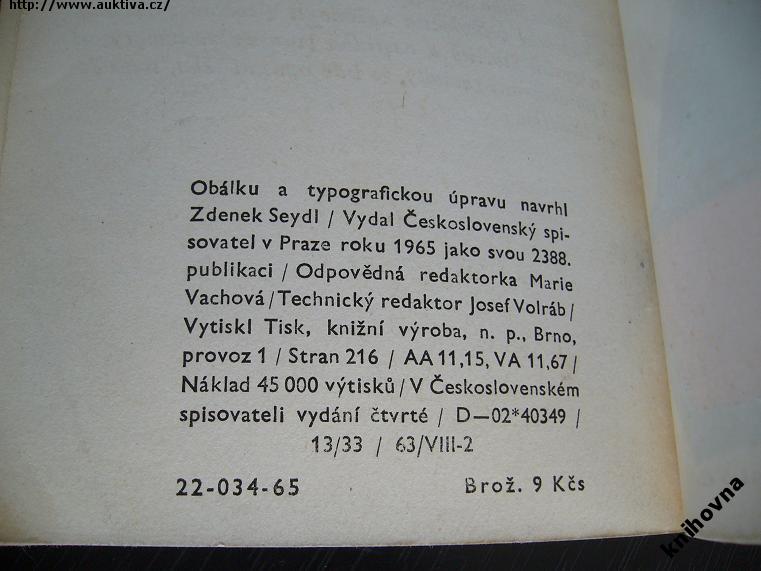 http://www.auktiva.cz/
Obálku a typografickou úpravu navrhl
Zdenek Seydl / Vydal Československý spi-
sovatel v Praze roku 1965 jako svou 2388.
publikaci / Odpovědná redaktorka Marie
Vachová / Technický redaktor Josef Volráb /
Vytiskl Tisk, knižní výroba, n. p., Brno,
provoz 1 / Stran 216 / AA 11,15, VA 11,67 /
Náklad 45 000 výtisků / V Československém
spisovateli vydání čtvrté / D—02*40349 /
13/33 / 63/VIII-2
22-034-65 Brož. 9 Kčs
knihovna